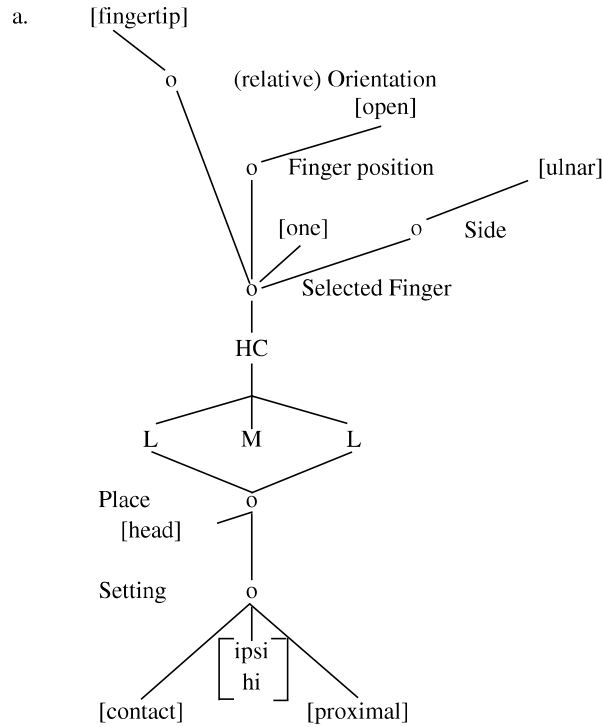 a. [fingertip]
o (relative) Orientation
[open]
o Finger position [ulnar]
[one] o Side
o Selected Finger
HC
L M L
Place o
[head]
Setting o
ipsi
hi
[contact] [proximal]